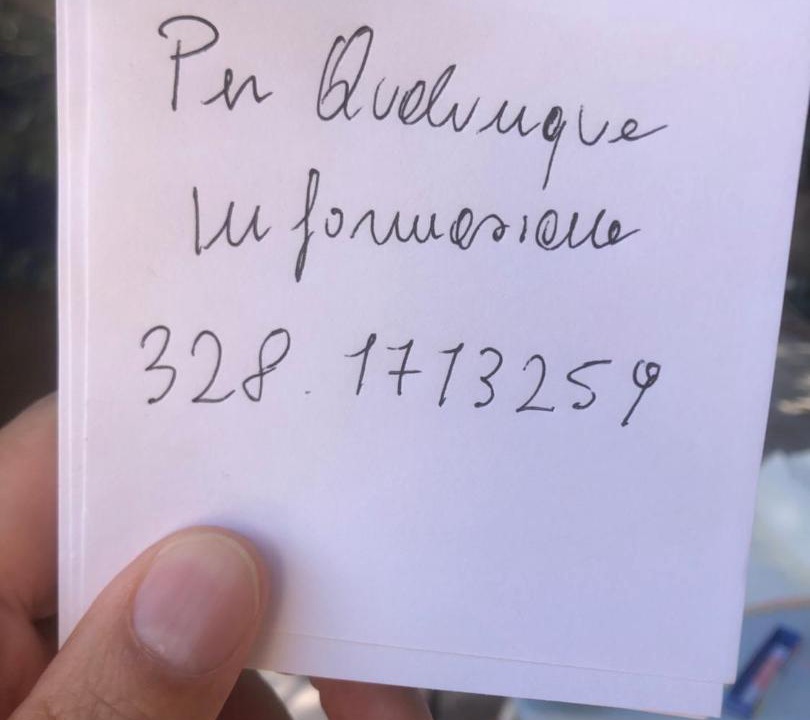 Per Qualunque
Informazione
328. 1713259